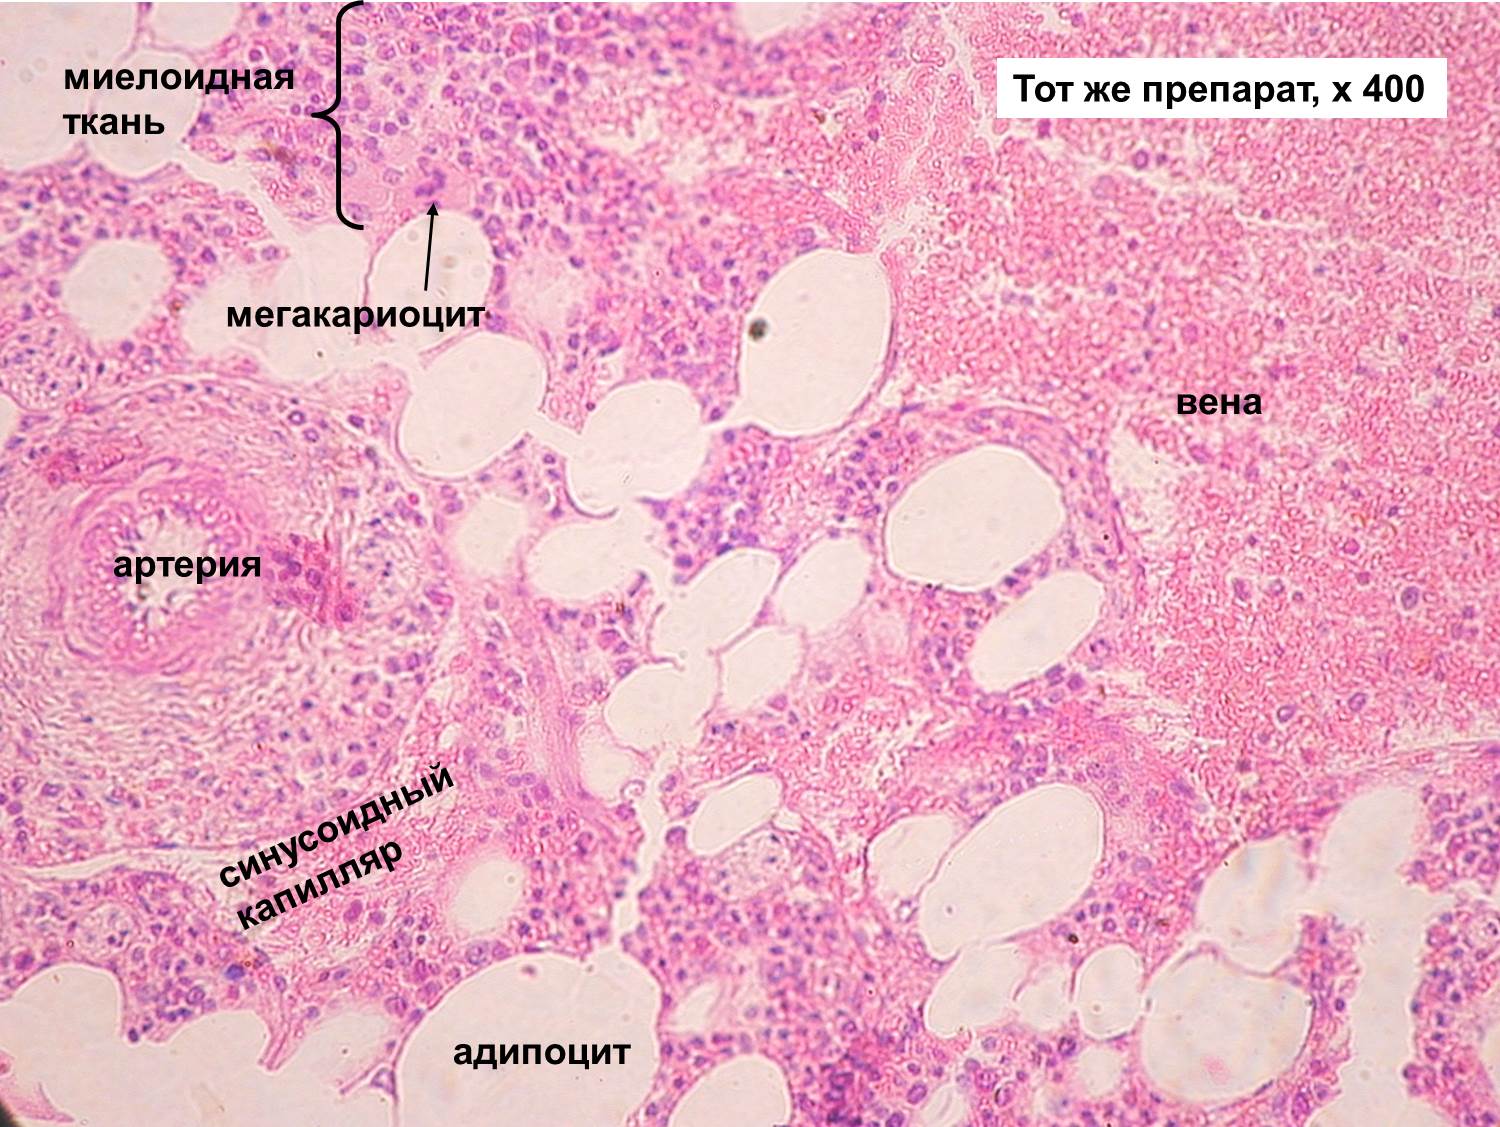 миелоидная
ткань
Тот же препарат, х 400
мегакариоцит
вена
артерия
синусоидный
капилляр
адипоцит